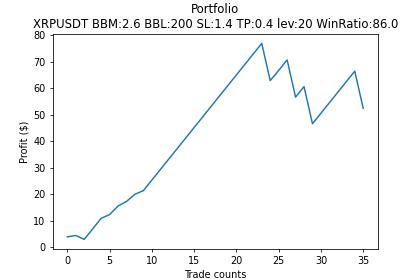 Portfolio
XRPUSDT BBM:2.6 BBL:200 SL:1.4 TP:0.4 lev:20 WinRatio:86.0
80
70
60
50
40
30
20
10
0
Profit ($)
0 5 10 15 20 25 30 35
Trade counts